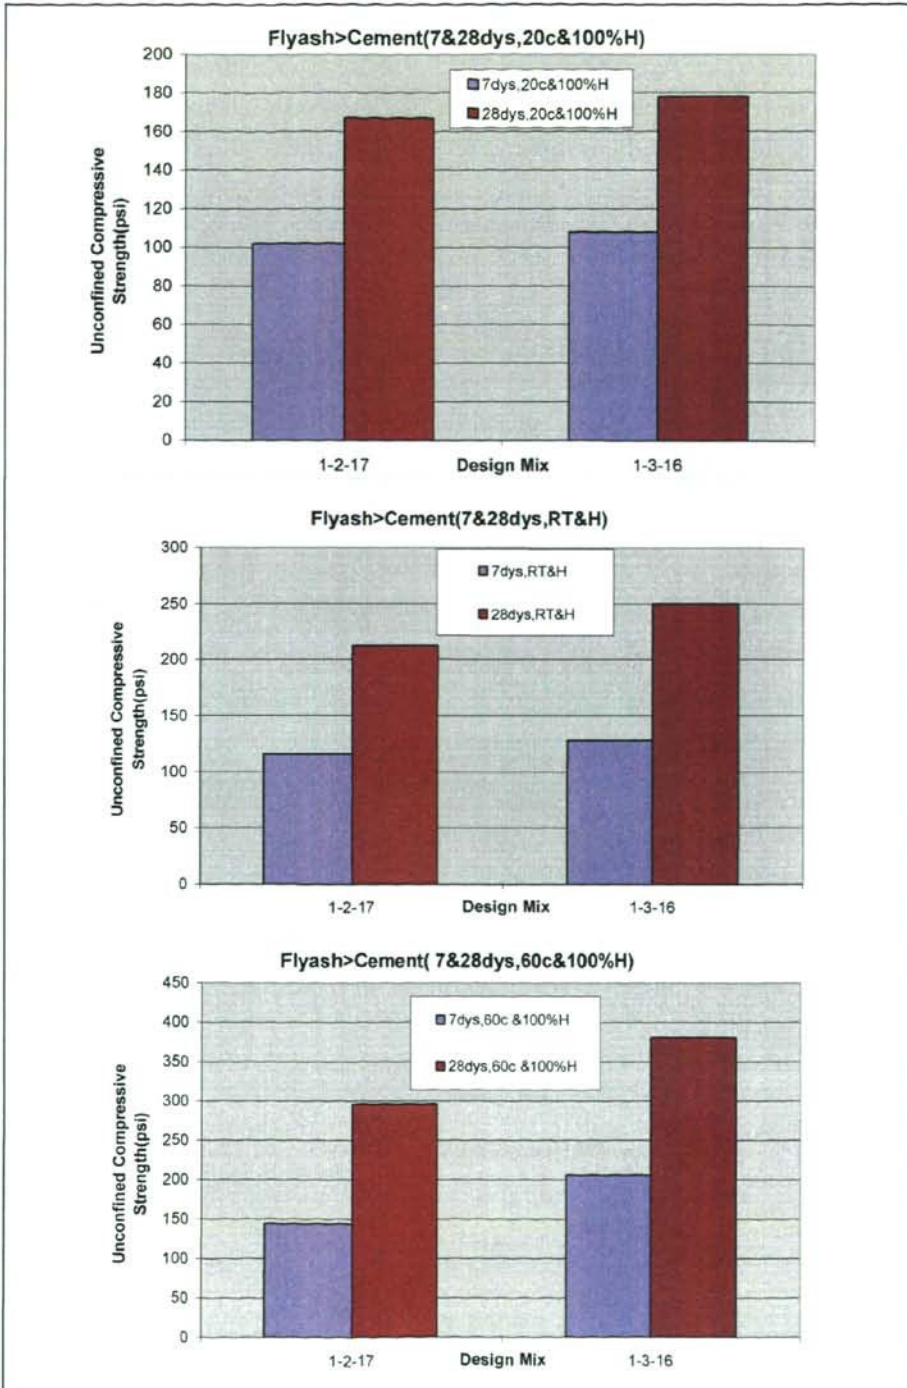 Flyash>Cement(7&28dys,20c&100%H)
200
180
160
140
120
100
80
60
40
20
0
Unconfined Compressive
Strength(psi)
7dys,20c&100%H
28dys,20c&100%H
1-2-17 Design Mix 1-3-16
Flyash>Cement(7&28dys,RT&H)
300
250
200
150
100
50
0
Unconfined Compressive
Strength(psi)
7dys,RT&H
28dys,RT&H
1-2-17 Design Mix 1-3-16
Flyash>Cement( 7&28dys,60c&100%H)
450
400
350
300
250
200
150
100
50
0
Unconfined Compressive
Strength(psi)
7dys,60c &100%H
28dys,60c &100%H
1-2-17 Design Mix 1-3-16